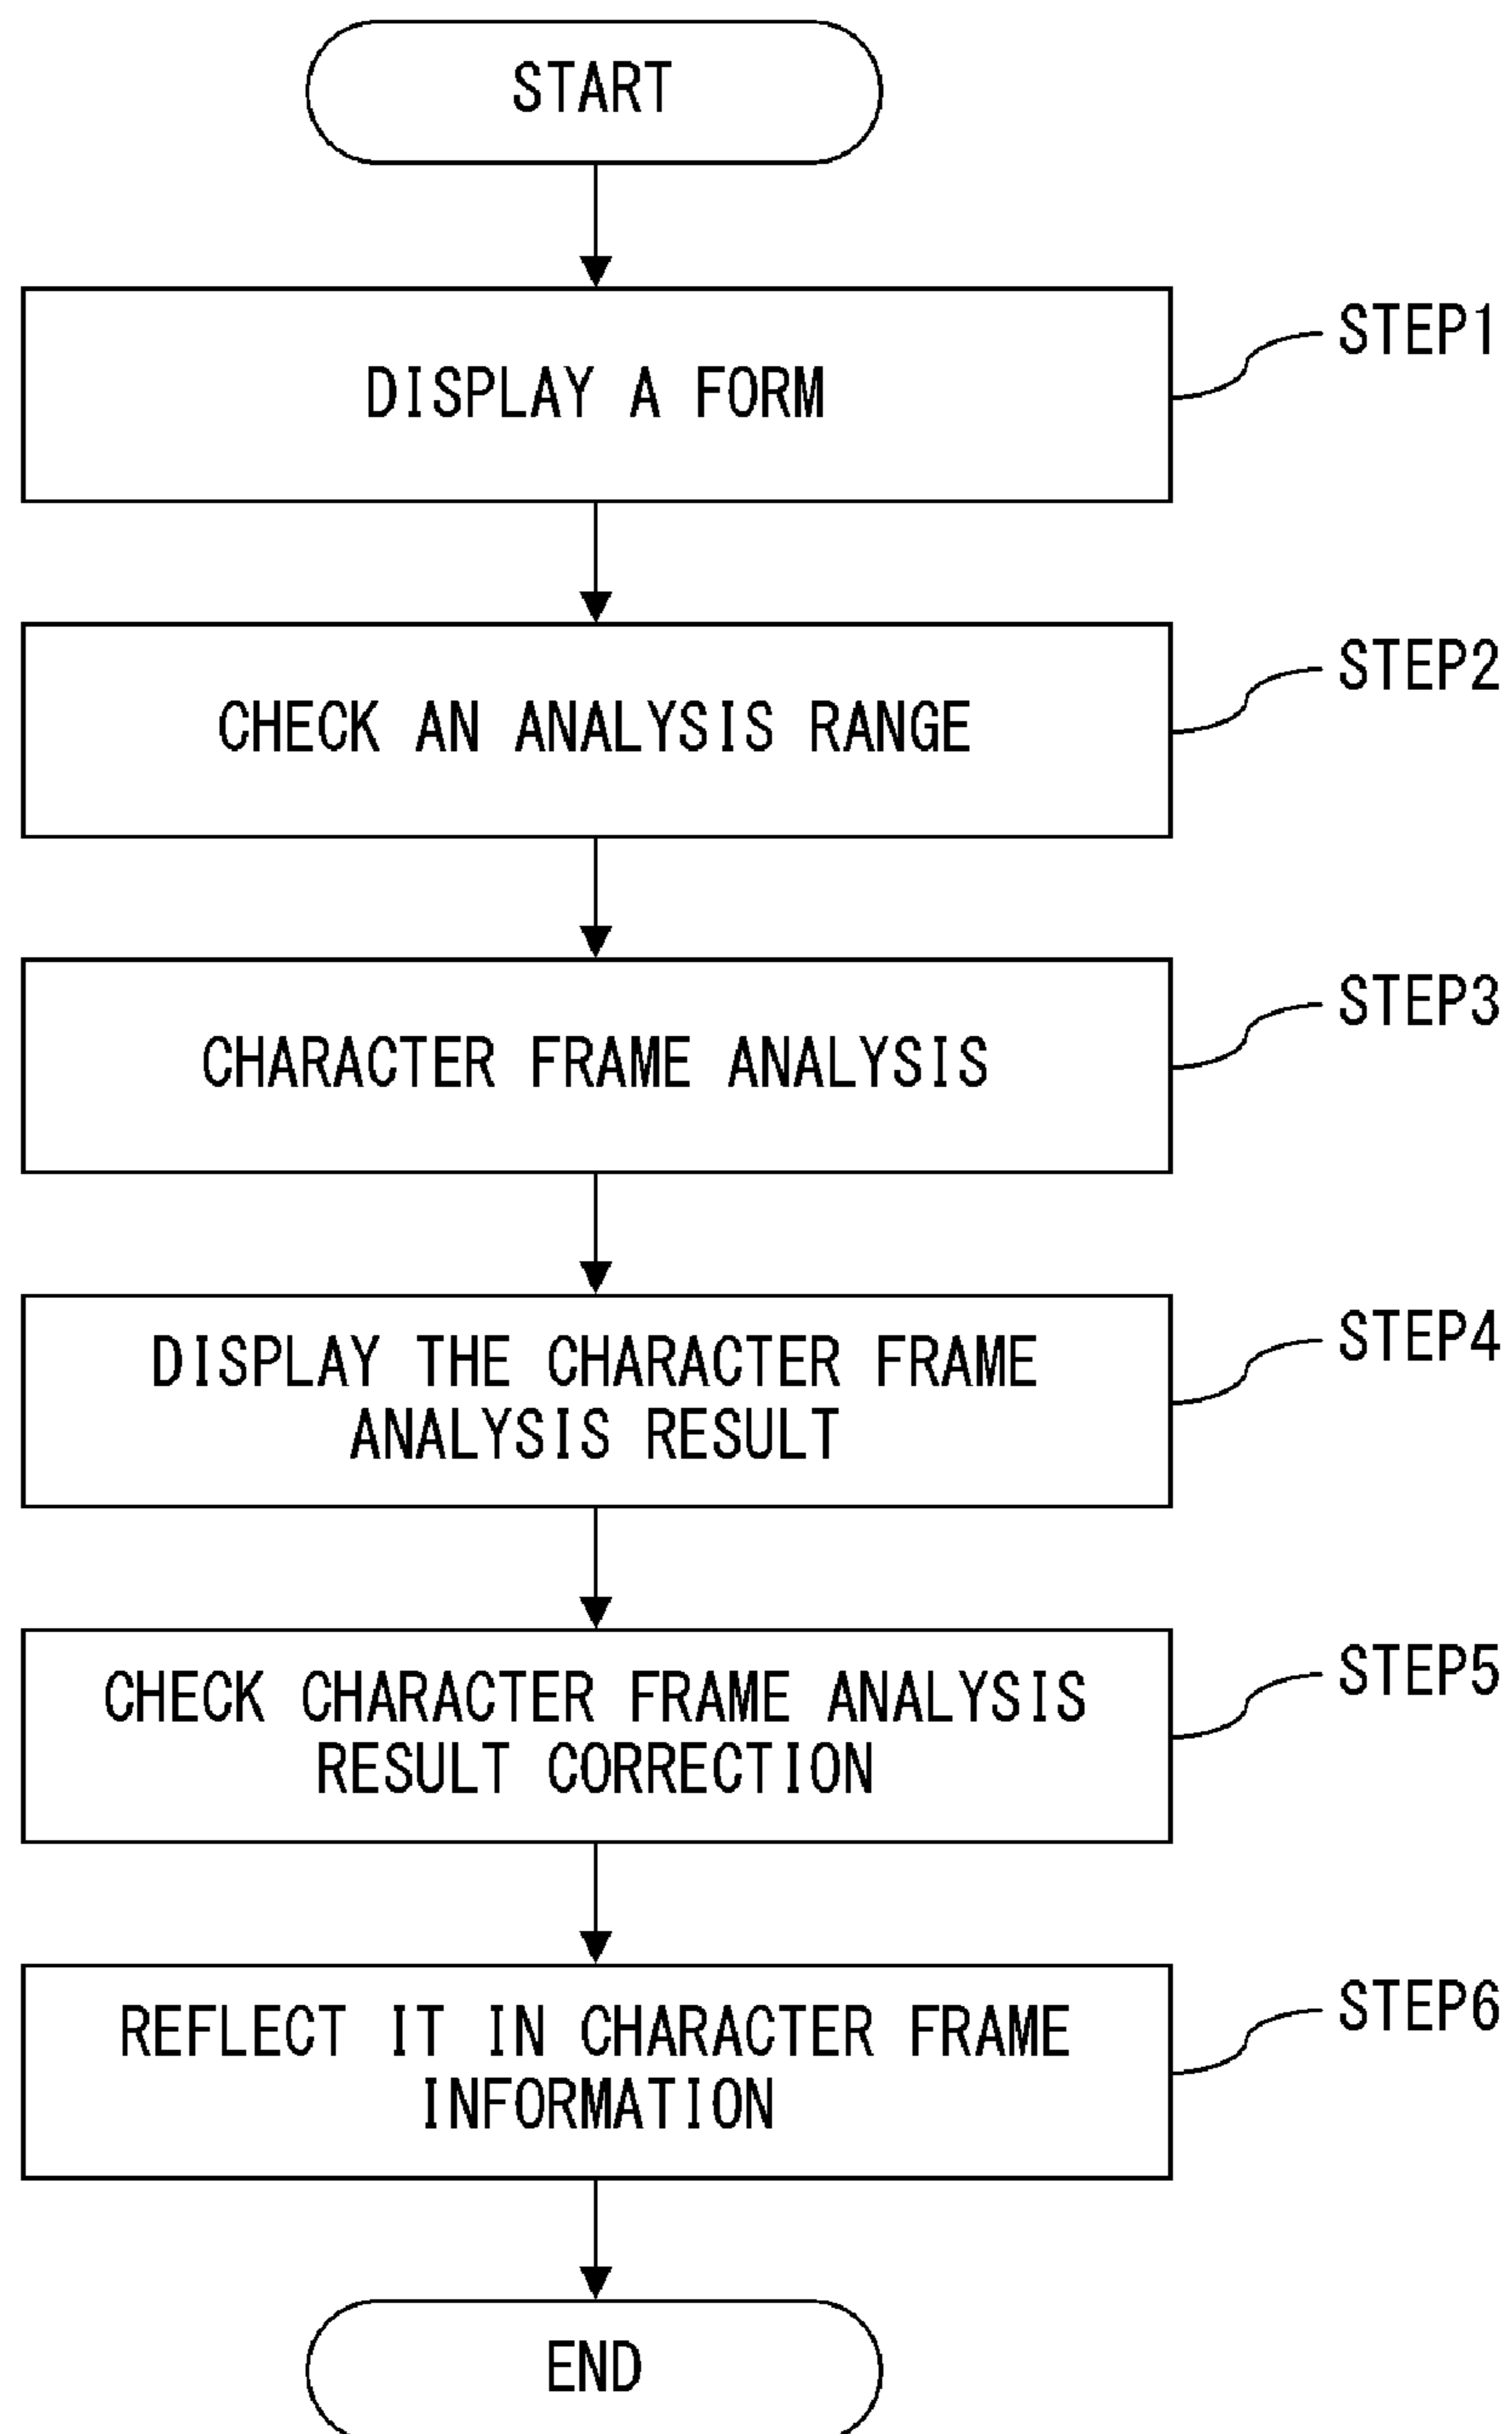 START
DISPLAY A FORM
STEP1
CHECK AN ANALYSIS RANGE
STEP2
CHARACTER FRAME ANALYSIS
STEP3
DISPLAY THE CHARACTER FRAME
ANALYSIS RESULT
STEP4
CHECK CHARACTER FRAME ANALYSIS
RESULT CORRECTION
STEP5
REFLECT IT IN CHARACTER FRAME
INFORMATION
STEP6
END